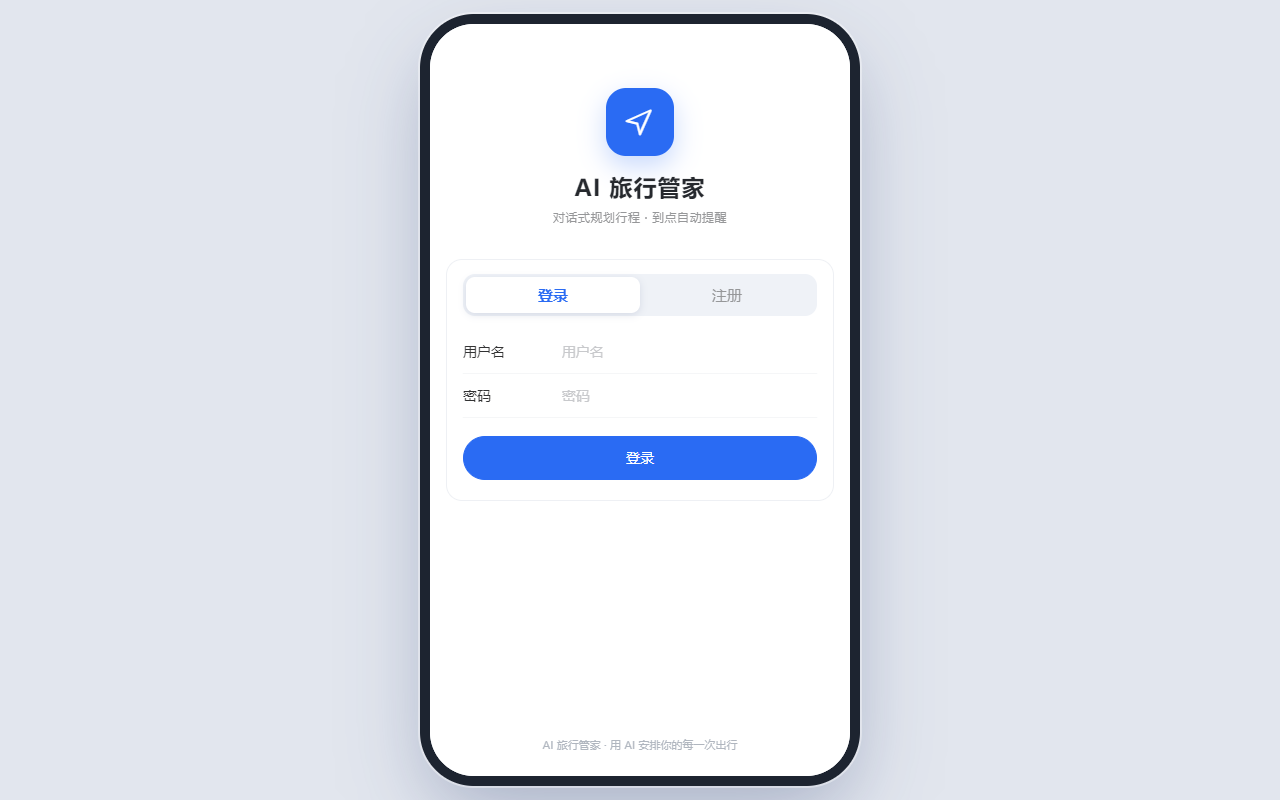 AI 旅行管家
对话式规划行程 · 到点自动提醒
登录 注册
用户名 用户名
密码 密码
登录
AI 旅行管家 · 用 AI 安排你的每一次出行